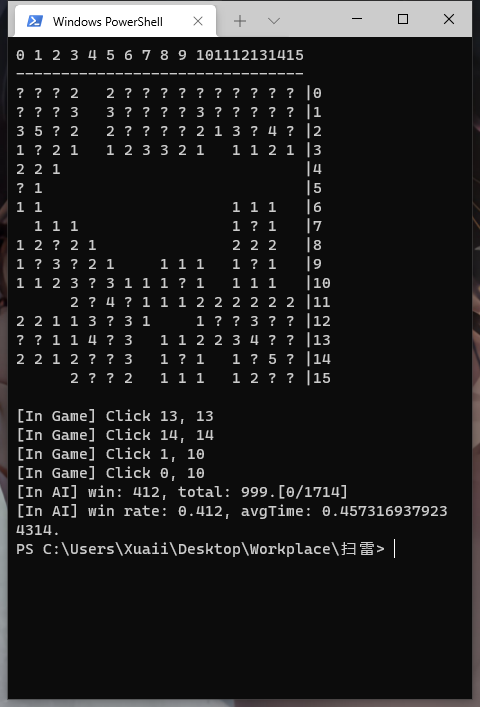 Windows PowerShell
0 1 2 3 4 5 6 7 8 9 101112131415
--------------------------------
? ? ? 2   2 ? ? ? ? ? ? ? ? ? ? |0
? ? ? 3   3 ? ? ? ? 3 ? ? ? ? ? |1
3 5 ? 2   2 ? ? ? ? 2 1 3 ? 4 ? |2
1 ? 2 1   1 2 3 3 2 1   1 1 2 1 |3
2 2 1                           |4
? 1                             |5
1 1                     1 1 1   |6
  1 1 1                 1 ? 1   |7
1 2 ? 2 1               2 2 2   |8
1 ? 3 ? 2 1     1 1 1   1 ? 1   |9
1 1 2 3 ? 3 1 1 1 ? 1   1 1 1   |10
      2 ? 4 ? 1 1 1 2 2 2 2 2 2 |11
2 2 1 1 3 ? 3 1     1 ? ? 3 ? ? |12
? ? 1 1 4 ? 3   1 1 2 2 3 4 ? ? |13
2 2 1 2 ? ? 3   1 ? 1   1 ? 5 ? |14
      2 ? ? 2   1 1 1   1 2 ? ? |15
[In Game] Click 13, 13
[In Game] Click 14, 14
[In Game] Click 1, 10
[In Game] Click 0, 10
[In AI] win: 412, total: 999.[0/1714]
[In AI] win rate: 0.412, avgTime: 0.457316937923
4314.
PS C:\Users\Xuaii\Desktop\Workplace\扫雷>